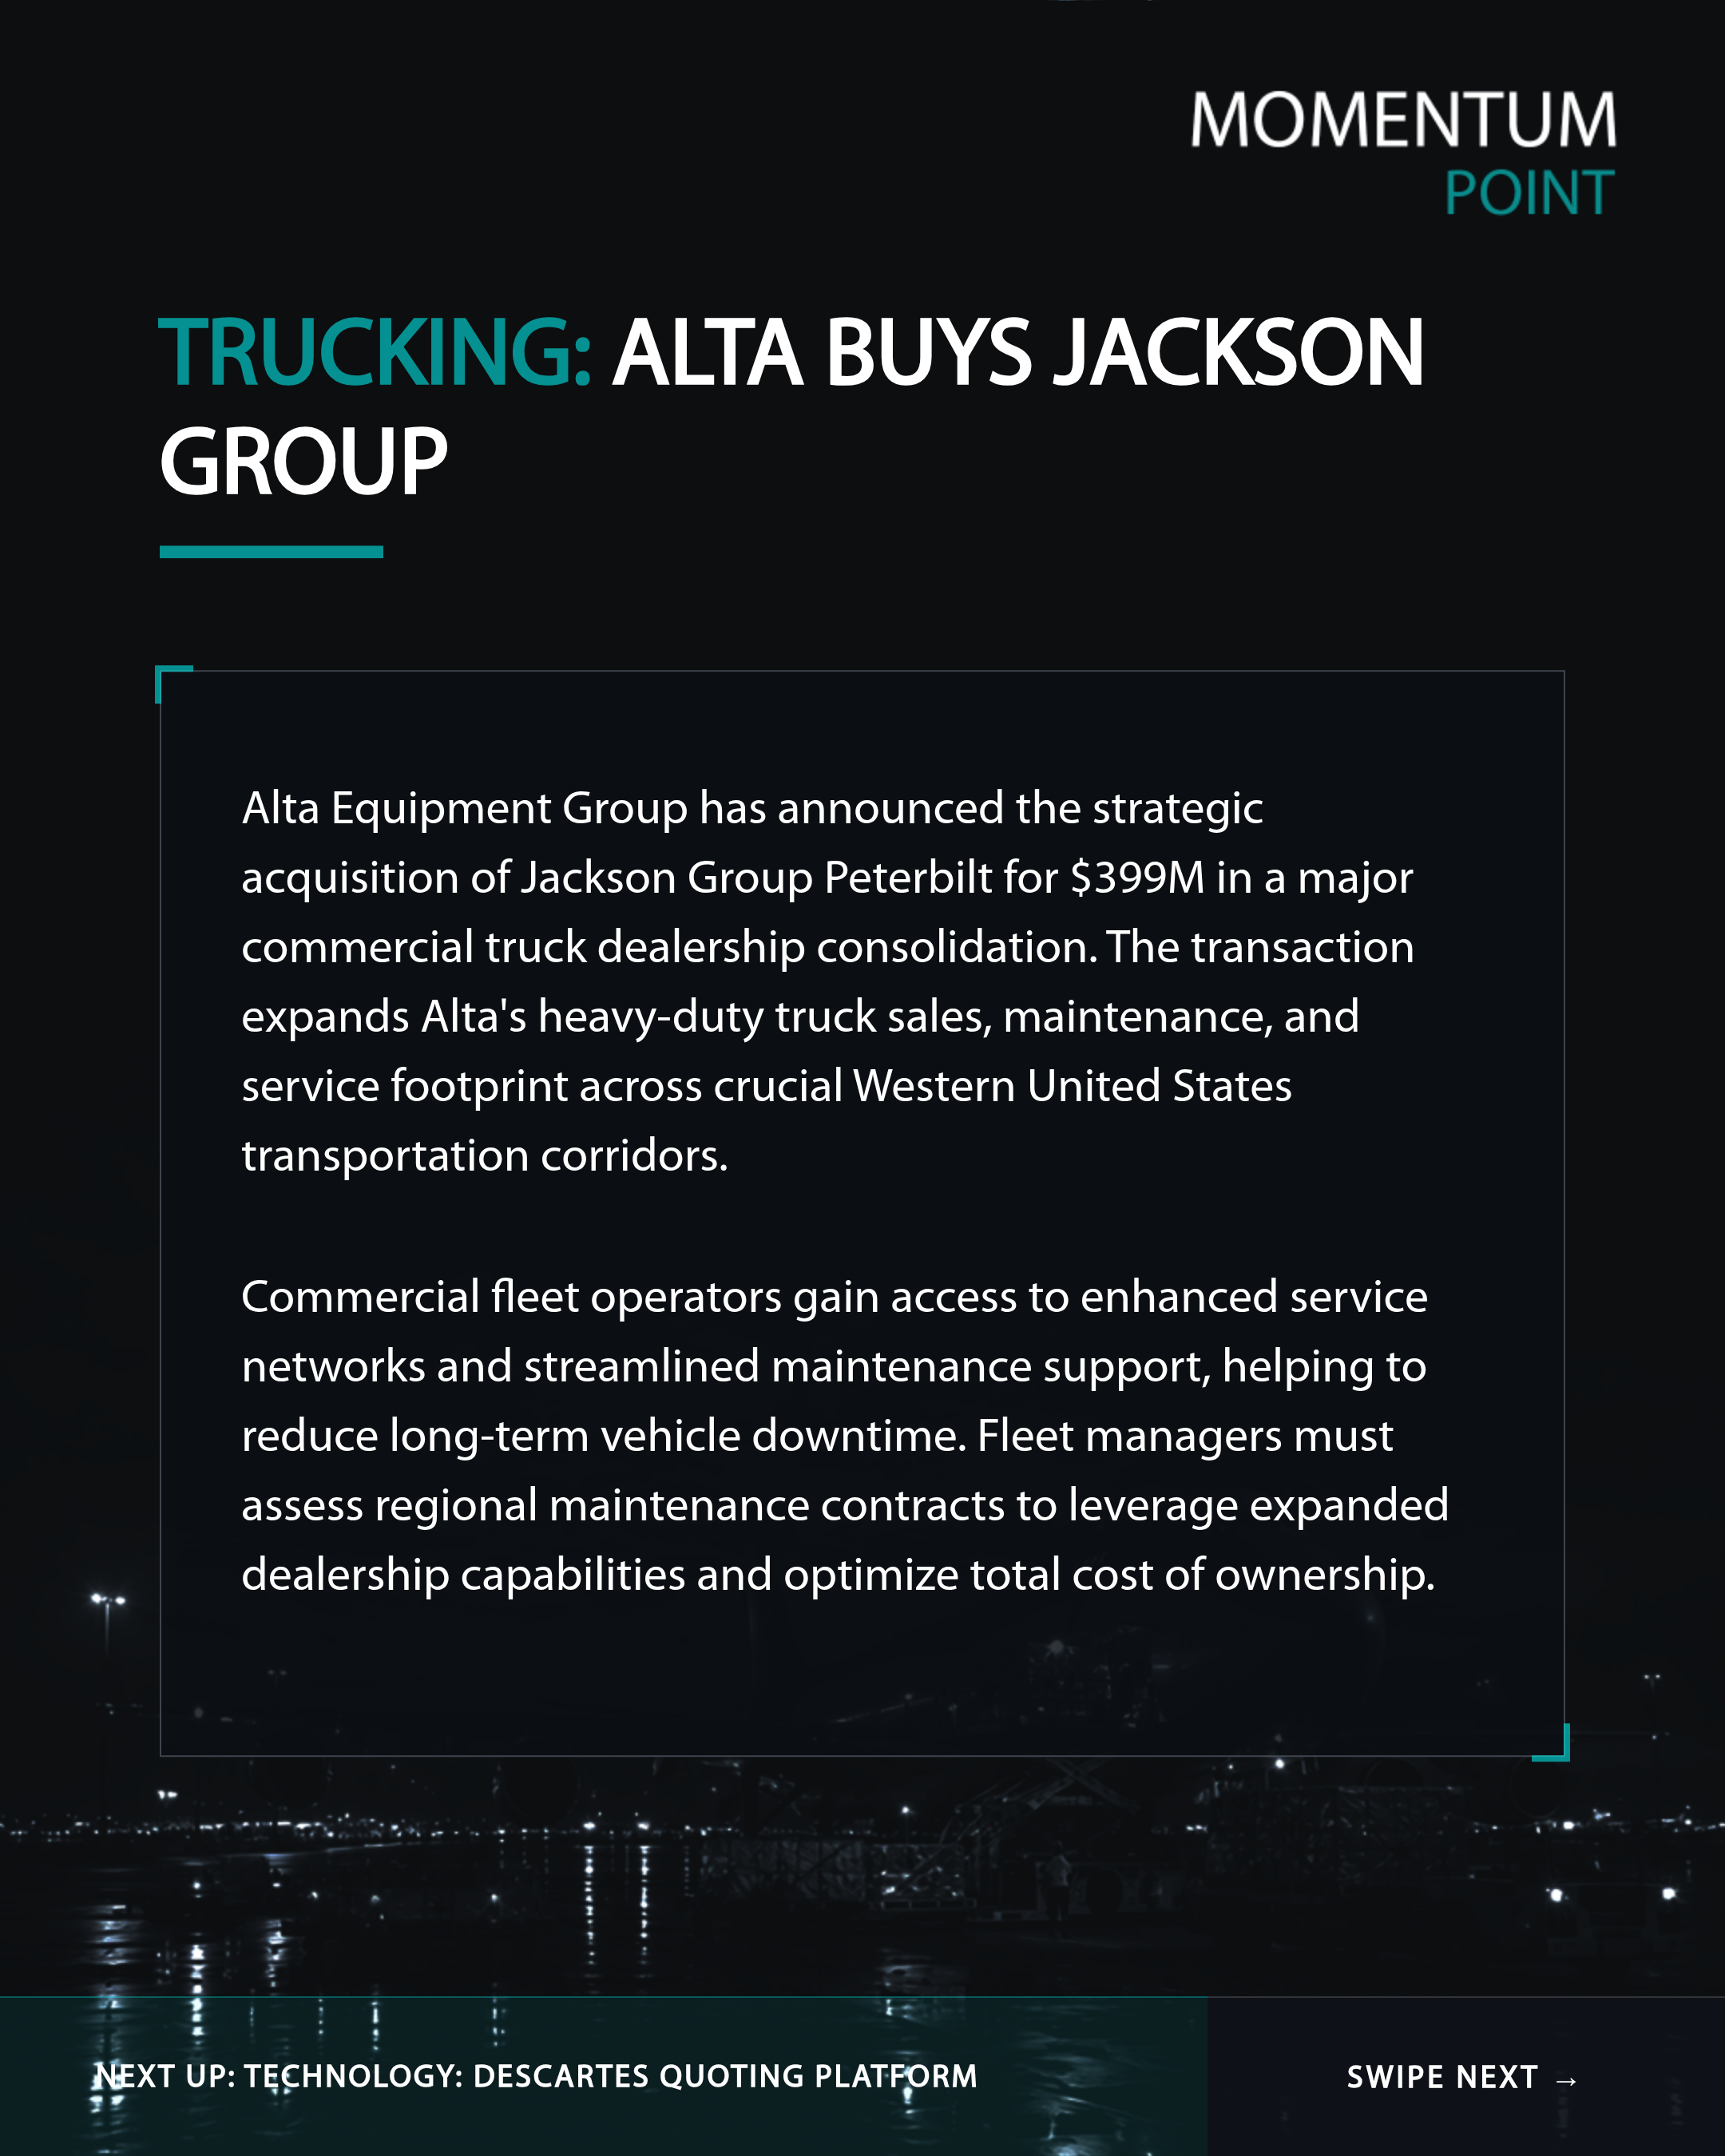 MOMENTUM
POINT
TRUCKING: ALTA BUYS JACKSON
GROUP
Alta Equipment Group has announced the strategic
acquisition of Jackson Group Peterbilt for $399M in a major
commercial truck dealership consolidation. The transaction
expands Alta's heavy-duty truck sales, maintenance, and
service footprint across crucial Western United States
transportation corridors.
Commercial fleet operators gain access to enhanced service
networks and streamlined maintenance support, helping to
reduce long-term vehicle downtime. Fleet managers must
assess regional maintenance contracts to leverage expanded
dealership capabilities and optimize total cost of ownership.
NEXT UP: TECHNOLOGY: DESCARTES QUOTING PLATFORM
SWIPE NEXT →